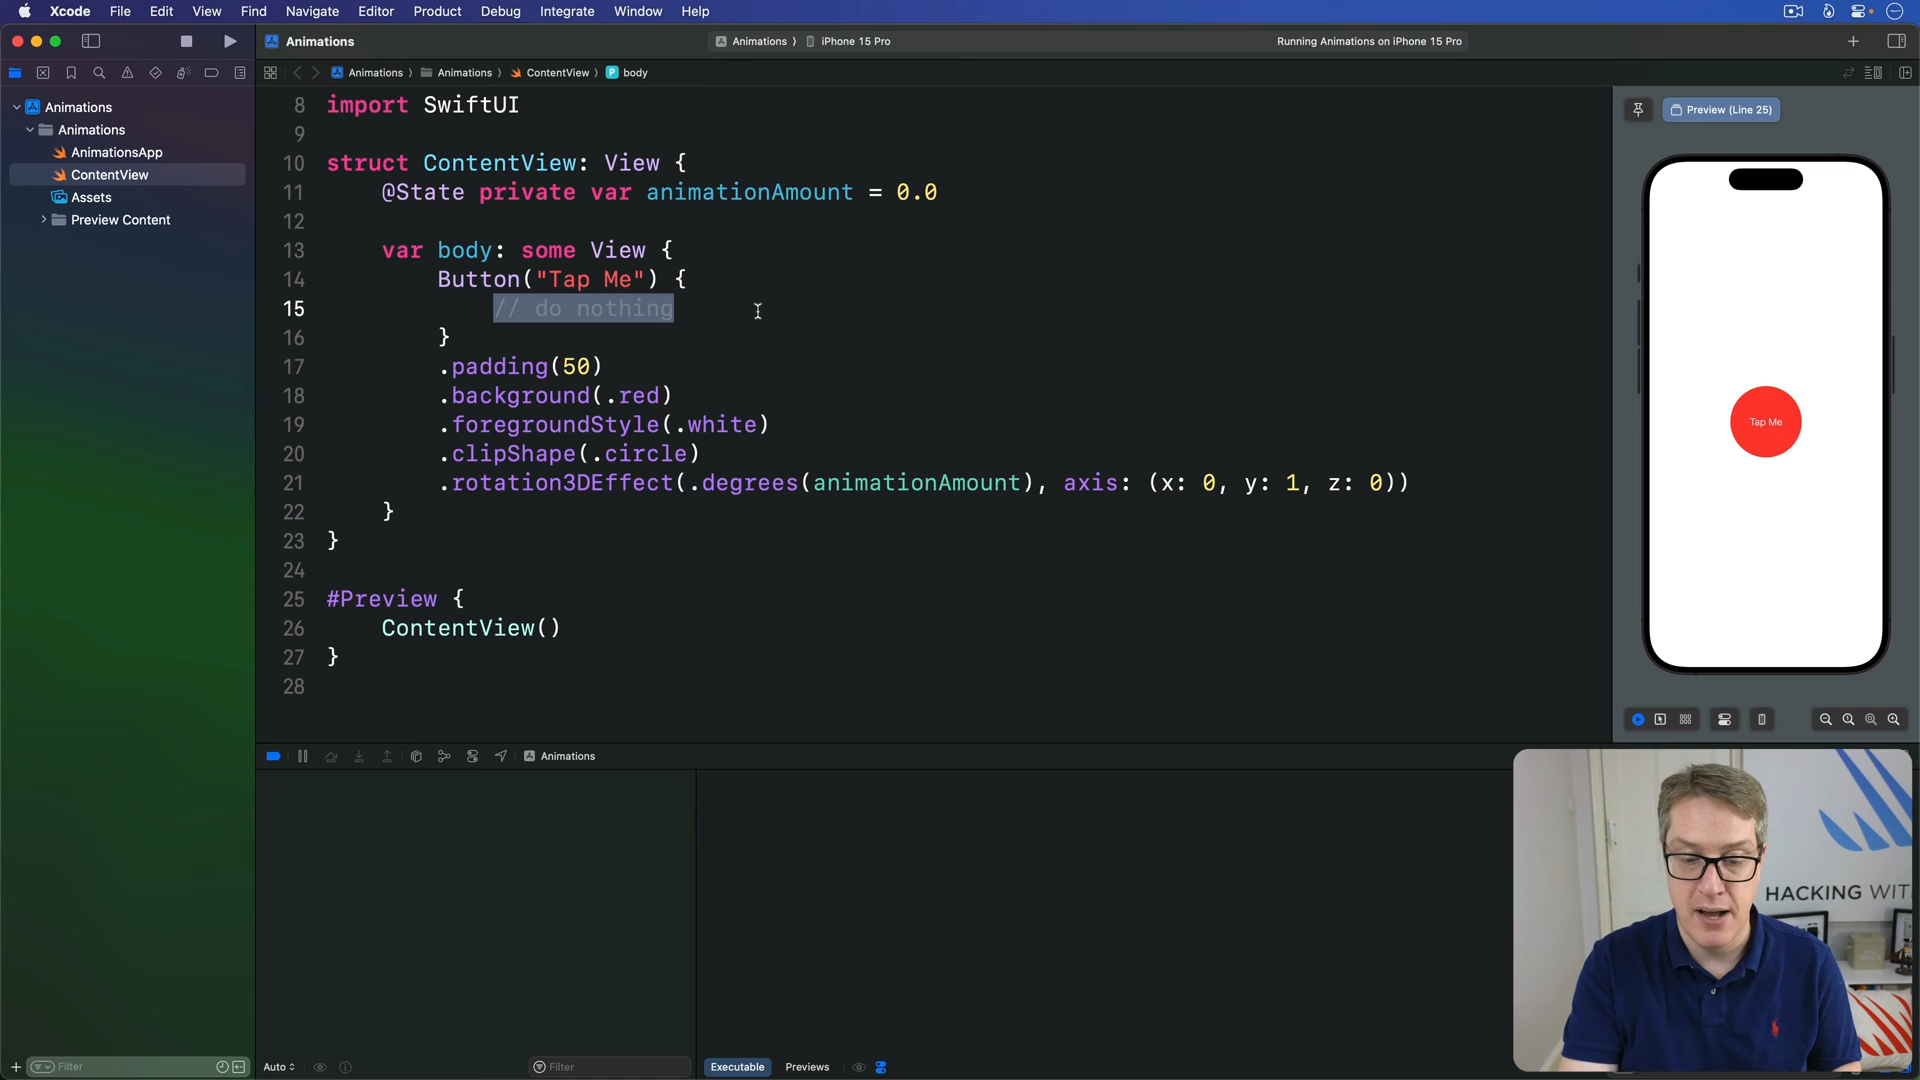 Xcode File Edit View Find Navigate Editor Product Debug Integrate Window Help
Animations
Animations iPhone 15 Pro
Running Animations on iPhone 15 Pro
Animations Animations ContentView body
Animations
Animations
AnimationsApp
ContentView
Assets
Preview Content
8 import SwiftUI
9
10 struct ContentView: View {
11 @State private var animationAmount = 0.0
12
13 var body: some View {
14 Button("Tap Me") {
15 // do nothing
16 }
17 .padding(50)
18 .background(.red)
19 .foregroundStyle(.white)
20 .clipShape(.circle)
21 .rotation3DEffect(.degrees(animationAmount), axis: (x: 0, y: 1, z: 0))
22 }
23 }
24
25 #Preview {
26 ContentView()
27 }
28
Preview (Line 25)
Tap Me
Animations
HACKING WIT
Filter
Auto
Filter
Executable Previews